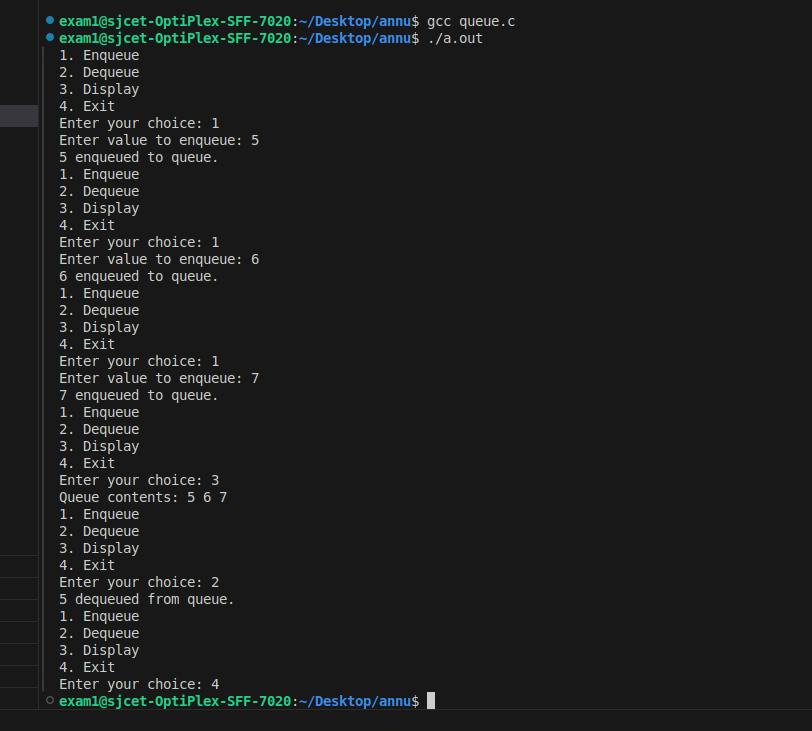 exam1@sjcet-OptiPlex-SFF-7020:~/Desktop/annu$ gcc queue.c
exam1@sjcet-OptiPlex-SFF-7020:~/Desktop/annu$ ./a.out
1. Enqueue
2. Dequeue
3. Display
4. Exit
Enter your choice: 1
Enter value to enqueue: 5
5 enqueued to queue.
1. Enqueue
2. Dequeue
3. Display
4. Exit
Enter your choice: 1
Enter value to enqueue: 6
6 enqueued to queue.
1. Enqueue
2. Dequeue
3. Display
4. Exit
Enter your choice: 1
Enter value to enqueue: 7
7 enqueued to queue.
1. Enqueue
2. Dequeue
3. Display
4. Exit
Enter your choice: 3
Queue contents: 5 6 7
1. Enqueue
2. Dequeue
3. Display
4. Exit
Enter your choice: 2
5 dequeued from queue.
1. Enqueue
2. Dequeue
3. Display
4. Exit
Enter your choice: 4
exam1@sjcet-OptiPlex-SFF-7020:~/Desktop/annu$